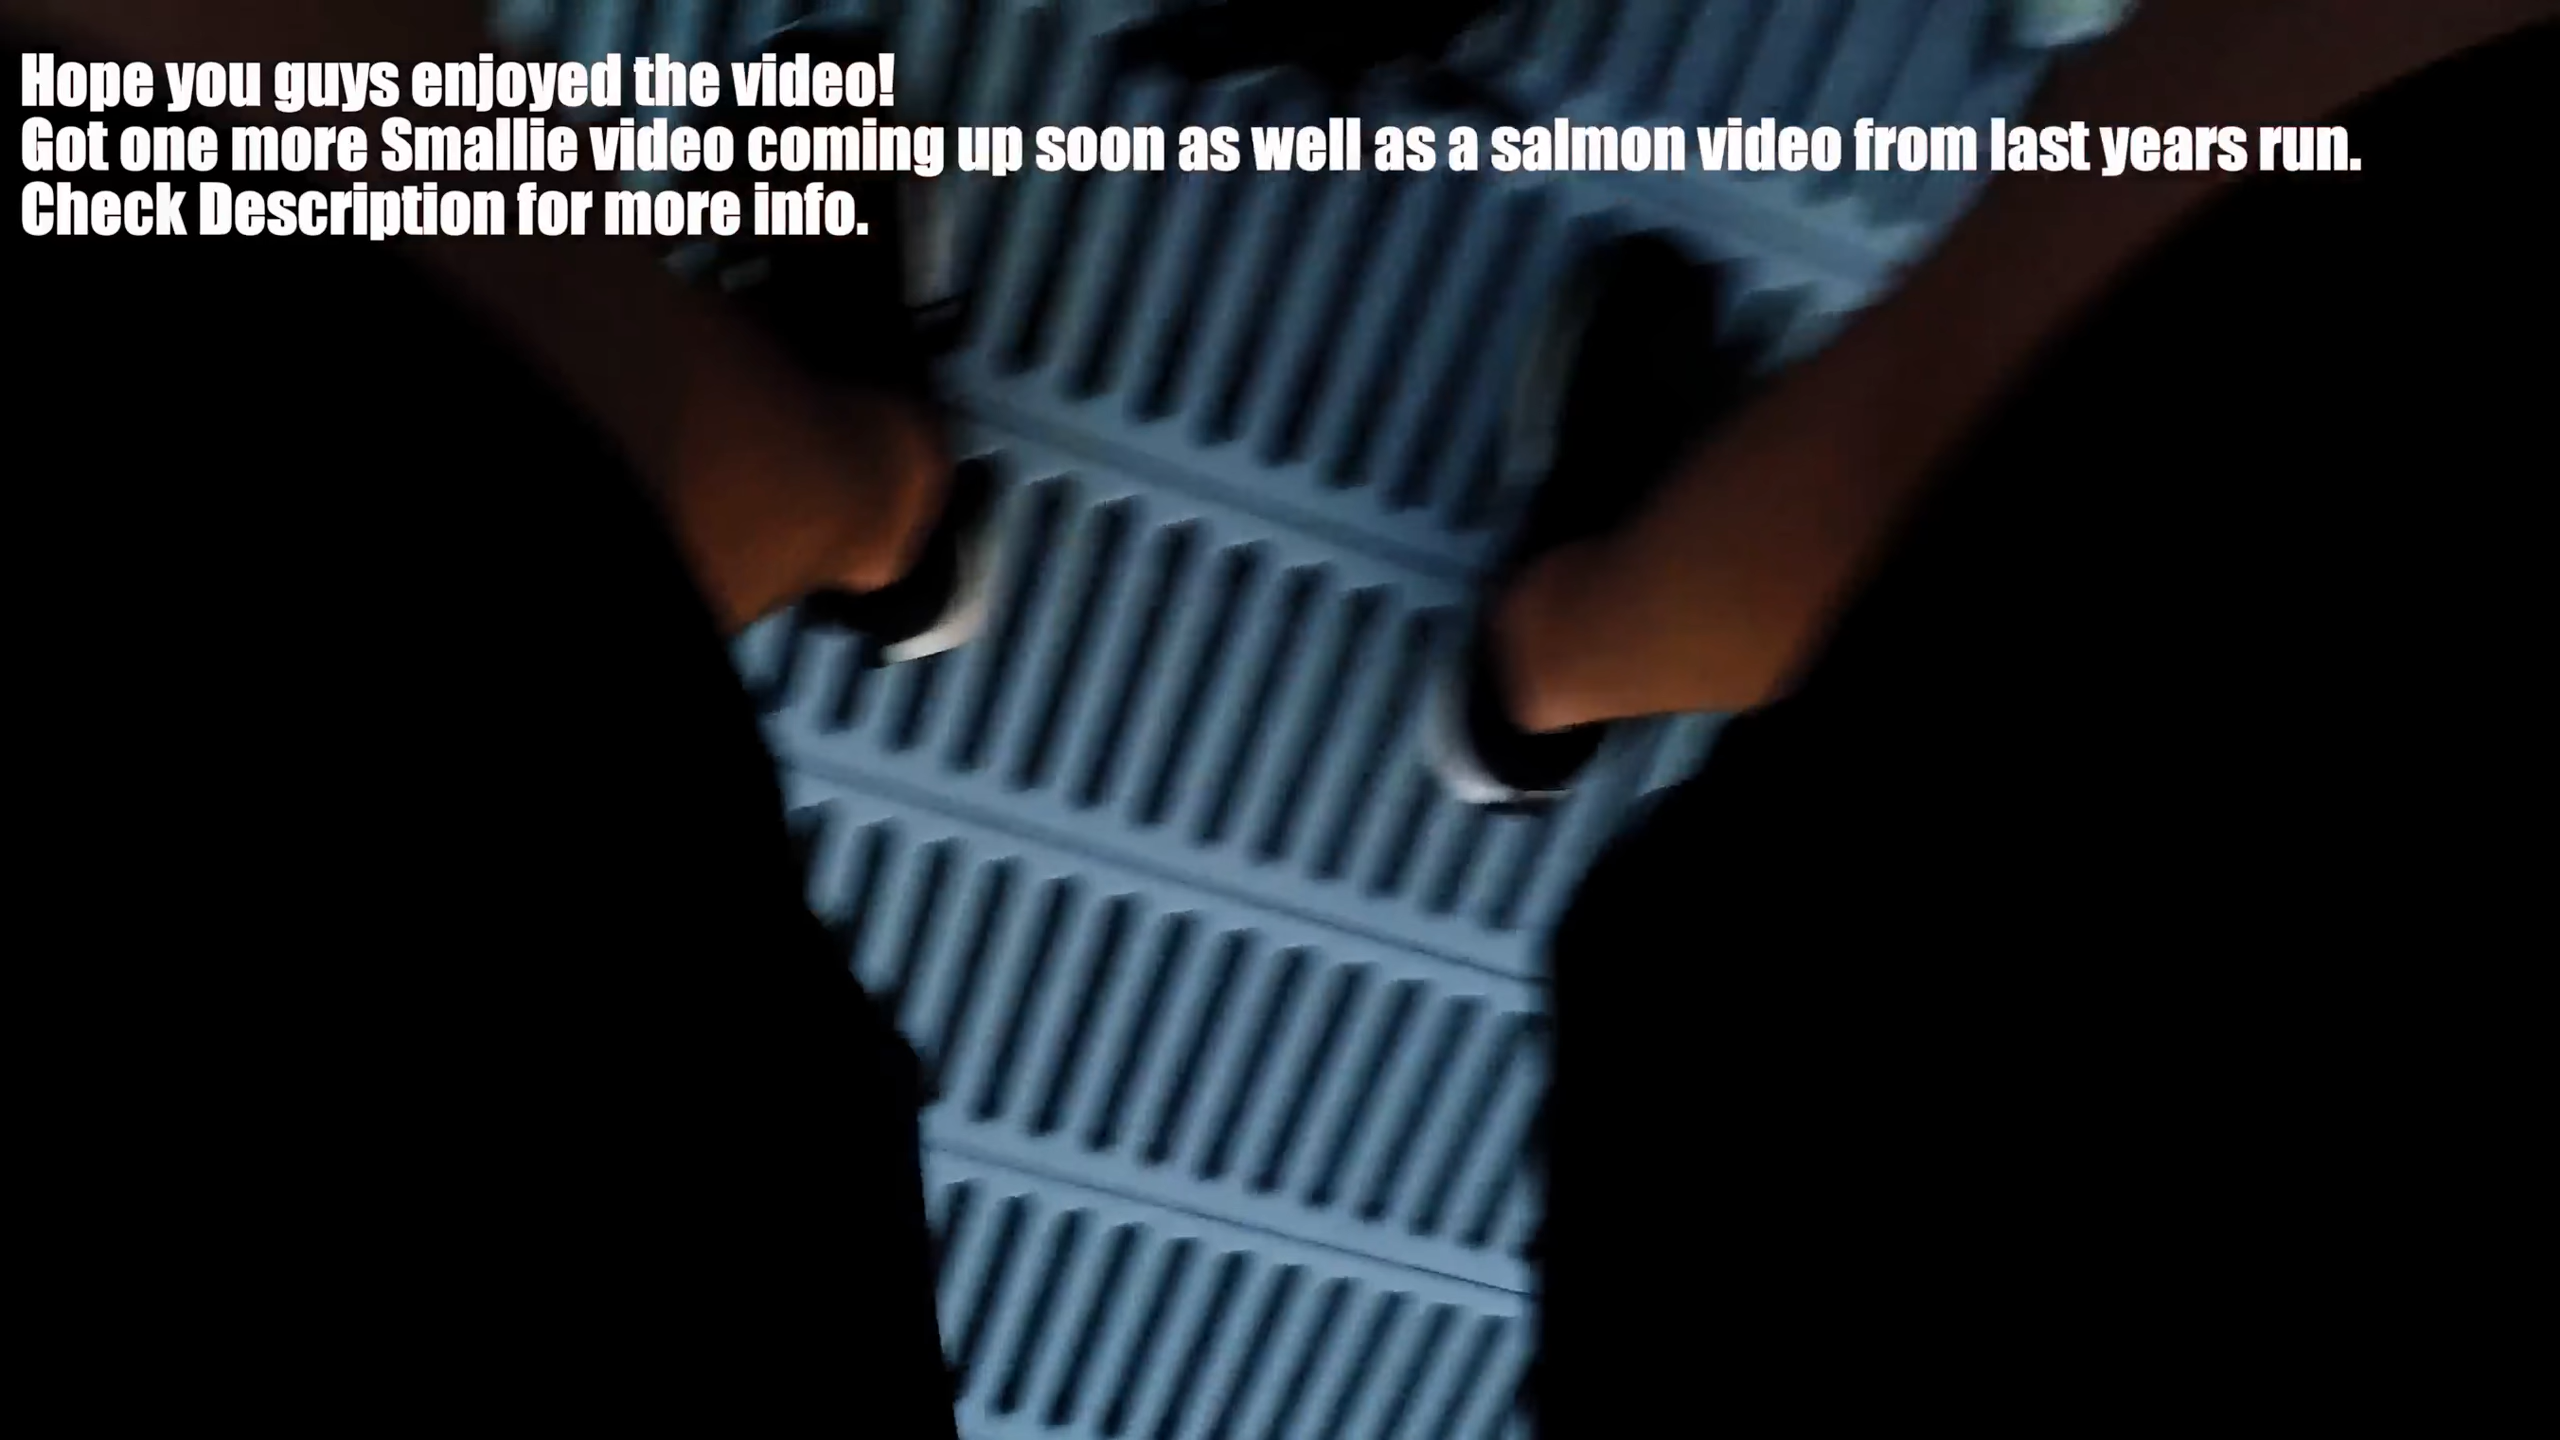 Hope you guys enjoyed the video!
Got one more Smallie video coming up soon as well as a salmon video from last years run.
Check Description for more info.